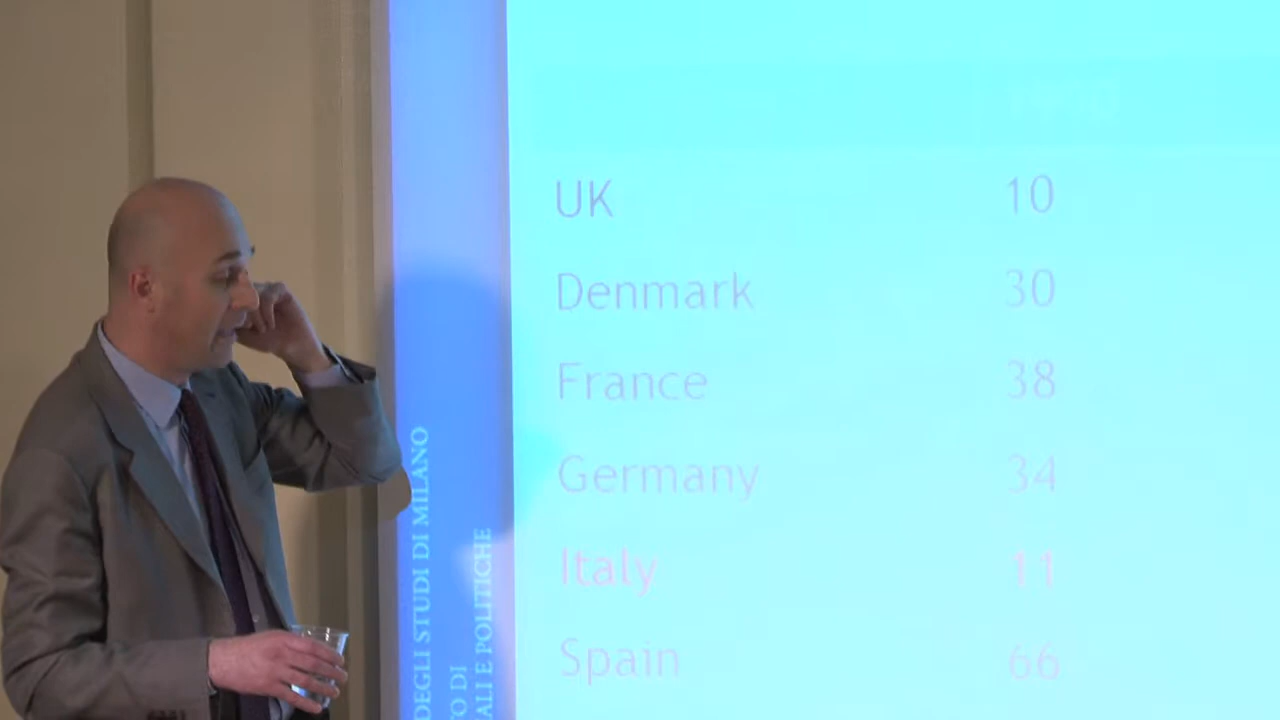 UK 10
Denmark 30
France 38
Germany 34
Italy 11
Spain 66
DEGLI STUDI DI MILANO
TO DI
ALI E POLITICHE